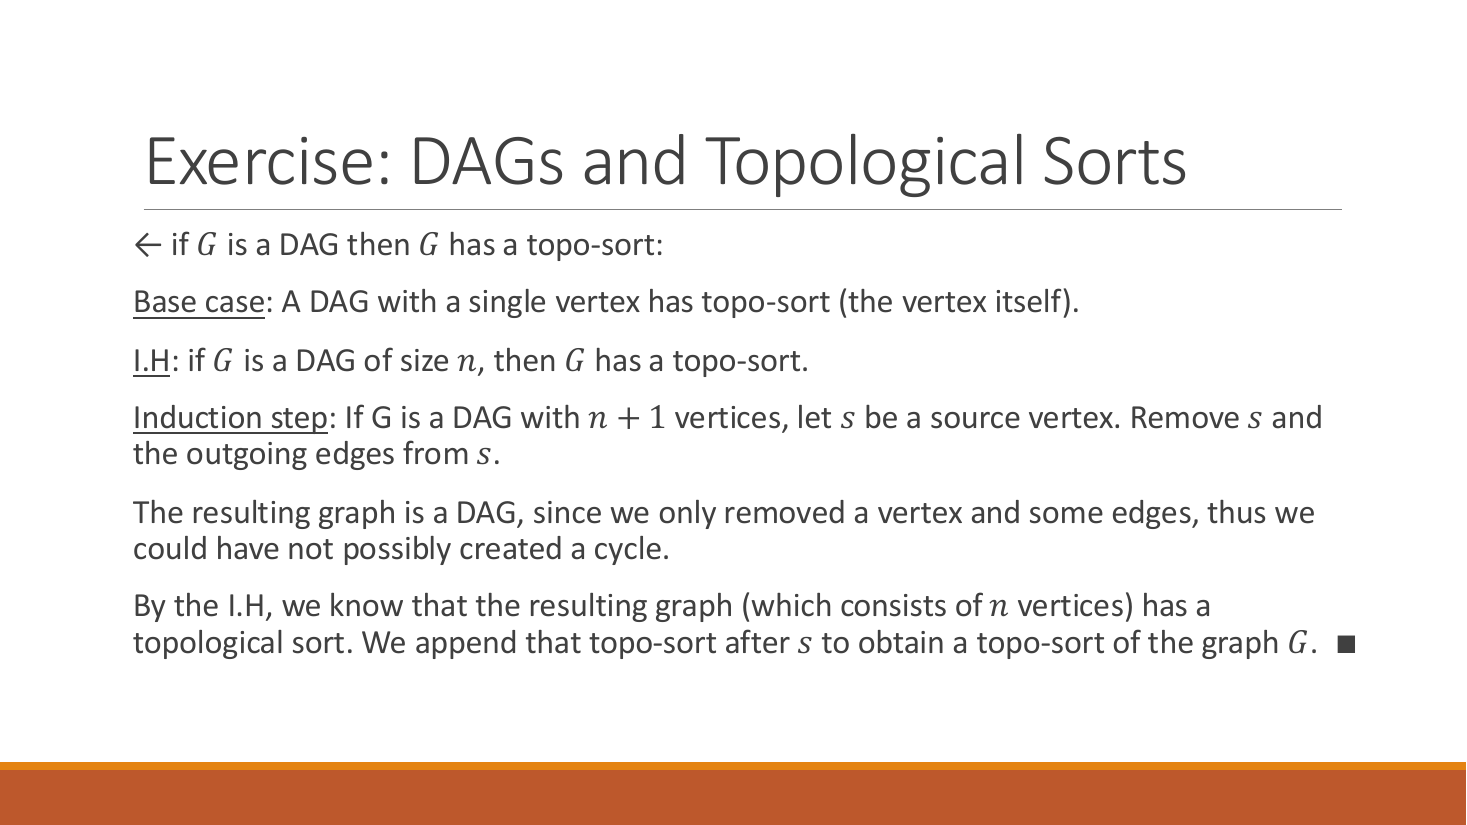 Exercise: DAGs and Topological Sorts
← if 𝐺 is a DAG then 𝐺 has a topo-sort:
Base case: A DAG with a single vertex has topo-sort (the vertex itself).
I.H: if 𝐺 is a DAG of size 𝑛, then 𝐺 has a topo-sort.
Induction step: If G is a DAG with 𝑛 + 1 vertices, let 𝑠 be a source vertex. Remove 𝑠 and
the outgoing edges from 𝑠.
The resulting graph is a DAG, since we only removed a vertex and some edges, thus we
could have not possibly created a cycle.
By the I.H, we know that the resulting graph (which consists of 𝑛 vertices) has a
topological sort. We append that topo-sort after 𝑠 to obtain a topo-sort of the graph 𝐺. ■